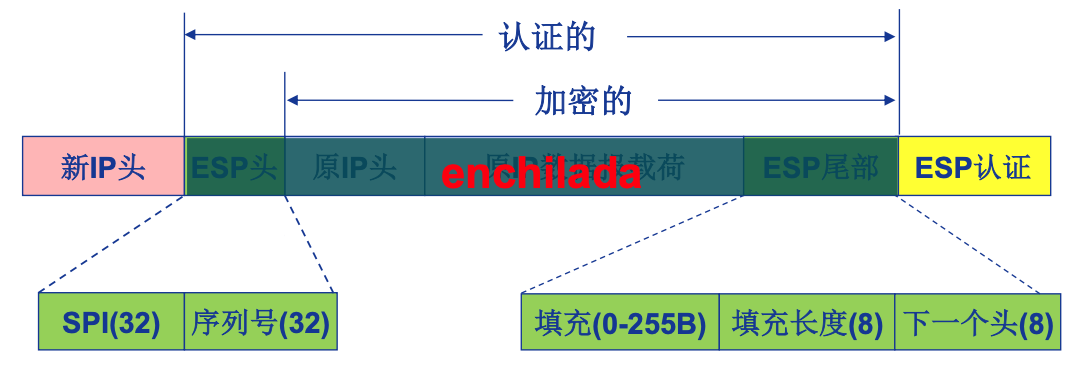 认证的
加密的
新IP头 ESP头 原IP头 原IP数据报载荷 ESP尾部 ESP认证
enchilada
SPI(32) 序列号(32) 填充(0-255B) 填充长度(8) 下一个头(8)